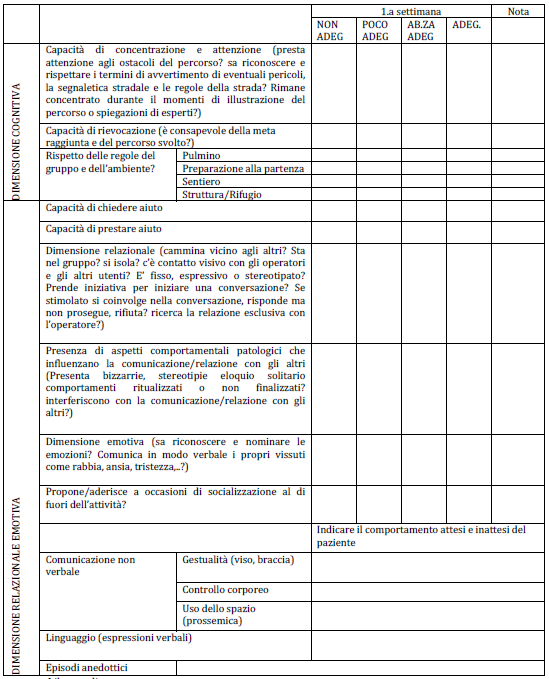 1.a settimana Nota
NON ADEG POCO ADEG AB.ZA ADEG ADEG.
DIMENSIONE COGNITIVA
Capacità di concentrazione e attenzione (presta
attenzione agli ostacoli del percorso? sa riconoscere e
rispettare i termini di avvertimento di eventuali pericoli,
la segnaletica stradale e le regole della strada? Rimane
concentrato durante il momenti di illustrazione del
percorso o spiegazioni di esperti?)
Capacità di rievocazione (è consapevole della meta
raggiunta e del percorso svolto?)
Rispetto delle regole del
gruppo e dell'ambiente?
Pulmino
Preparazione alla partenza
Sentiero
Struttura/Rifugio
DIMENSIONE RELAZIONALE EMOTIVA
Capacità di chiedere aiuto
Capacità di prestare aiuto
Dimensione relazionale (cammina vicino agli altri? Sta
nel gruppo? si isola? c'è contatto visivo con gli operatori
e gli altri utenti? E' fisso, espressivo o stereotipato?
Prende iniziativa per iniziare una conversazione? Se
stimolato si coinvolge nella conversazione, risponde ma
non prosegue, rifiuta? ricerca la relazione esclusiva con
l'operatore?)
Presenza di aspetti comportamentali patologici che
influenzano la comunicazione/relazione con gli altri
(Presenta bizzarrie, stereotipie eloquio solitario
comportamenti ritualizzati o non finalizzati?
interferiscono con la comunicazione/relazione con gli
altri?)
Dimensione emotiva (sa riconoscere e nominare le
emozioni? Comunica in modo verbale i propri vissuti
come rabbia, ansia, tristezza,..?)
Propone/aderisce a occasioni di socializzazione al di
fuori dell'attività?
Indicare il comportamento attesi e inattesi del
paziente
Comunicazione non
verbale
Gestualità (viso, braccia)
Controllo corporeo
Uso dello spazio
(prossemica)
Linguaggio (espressioni verbali)
Episodi anedottici